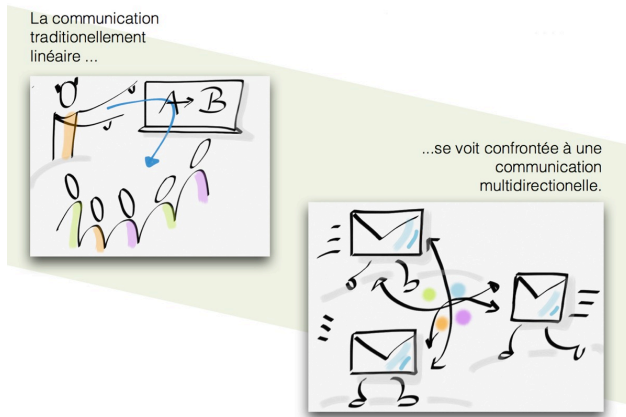 La communication
traditionellement
linéaire ...
A→B
...se voit confrontée à une
communication
multidirectionelle.